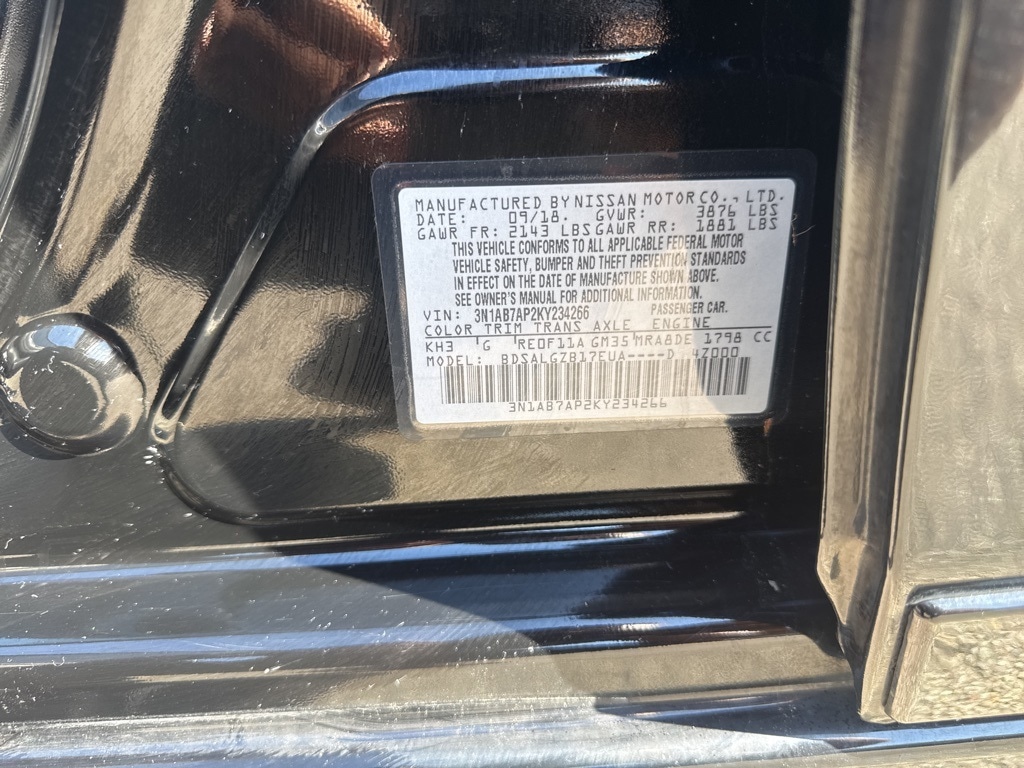 MANUFACTURED BY NISSAN MOTOR CO., LTD.
DATE: 09/18. GVWR: 3876 LBS
GAWR FR: 2143 LBS GAWR RR: 1881 LBS
THIS VEHICLE CONFORMS TO ALL APPLICABLE FEDERAL MOTOR
VEHICLE SAFETY, BUMPER AND THEFT PREVENTION STANDARDS
IN EFFECT ON THE DATE OF MANUFACTURE SHOWN ABOVE.
SEE OWNER'S MANUAL FOR ADDITIONAL INFORMATION.
VIN: 3N1AB7AP2KY234266 PASSENGER CAR.
COLOR TRIM TRANS AXLE ENGINE
KH3 G RE0F11A GM35 MRA8DE 1798 CC
MODEL: BDSALGZB17EUA----D 4Z000
3N1AB7AP2KY234266